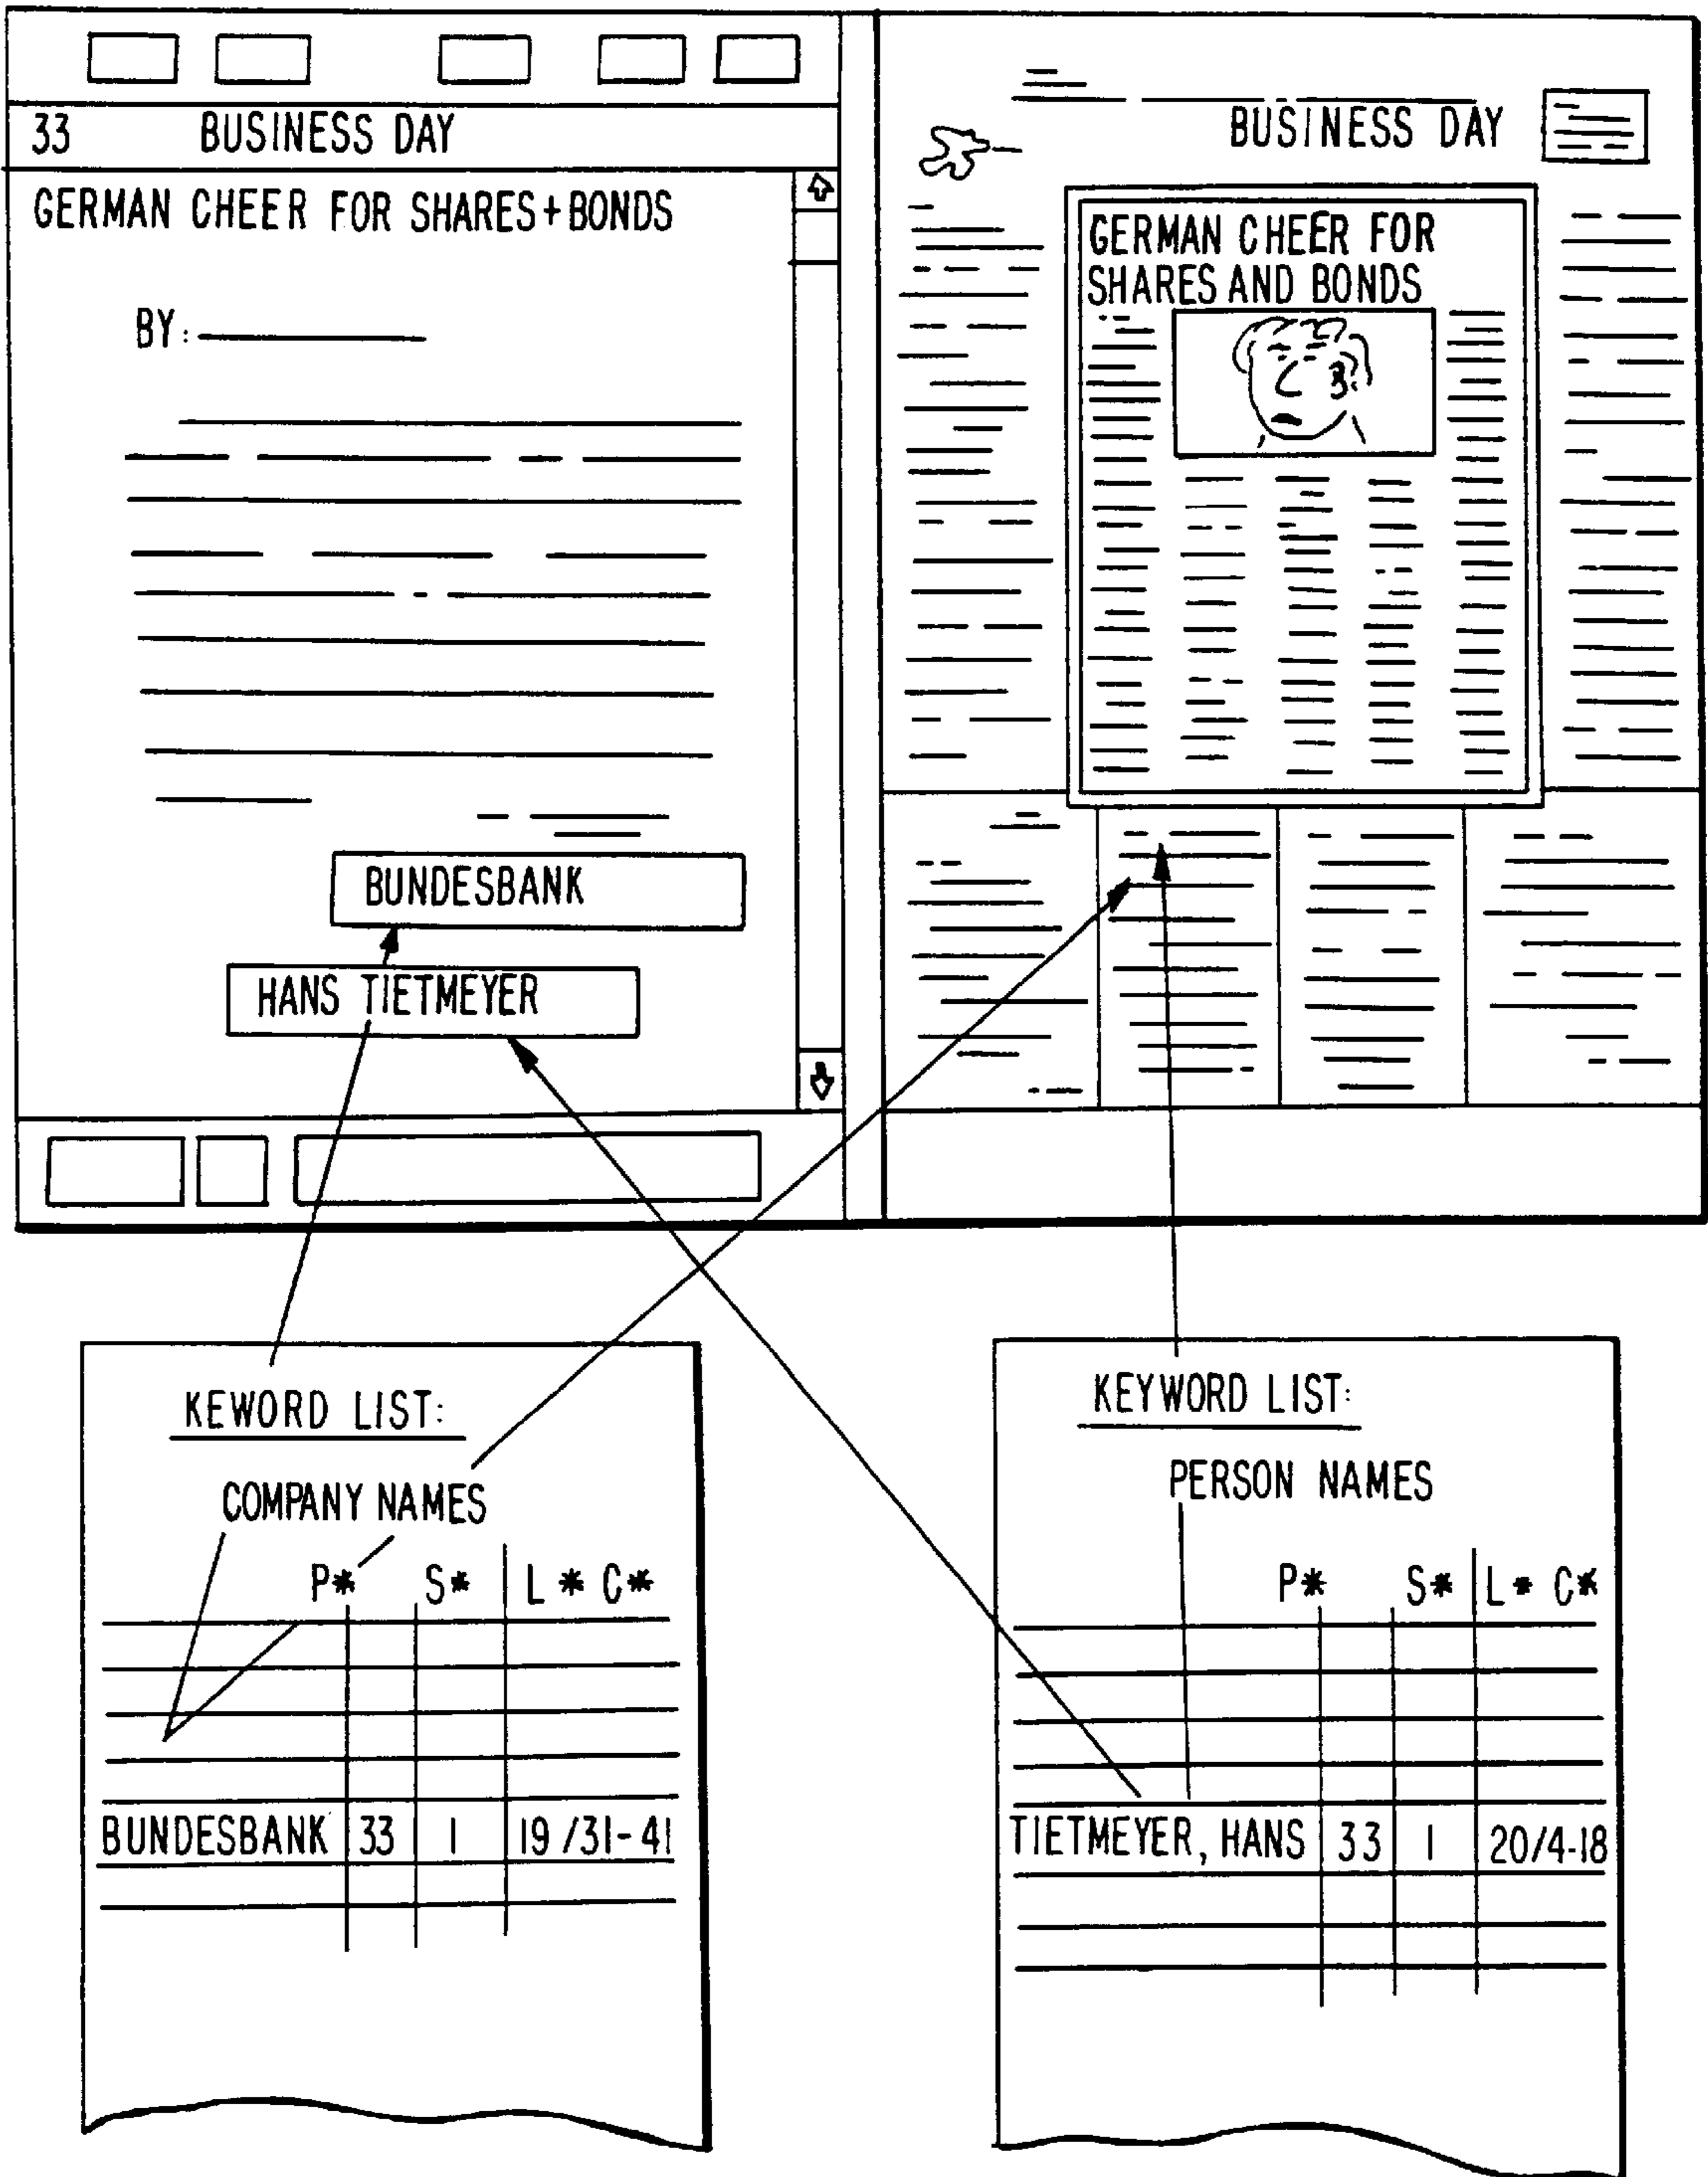 33 BUSINESS DAY
GERMAN CHEER FOR SHARES+BONDS
BY:
BUNDESBANK
HANS TIETMEYER
BUSINESS DAY
GERMAN CHEER FOR
SHARES AND BONDS
KEWORD LIST:
COMPANY NAMES
P* S* L * C*
BUNDESBANK 33 1 19/31-41
KEYWORD LIST:
PERSON NAMES
P* S* L* C*
TIETMEYER, HANS 33 1 20/4-18